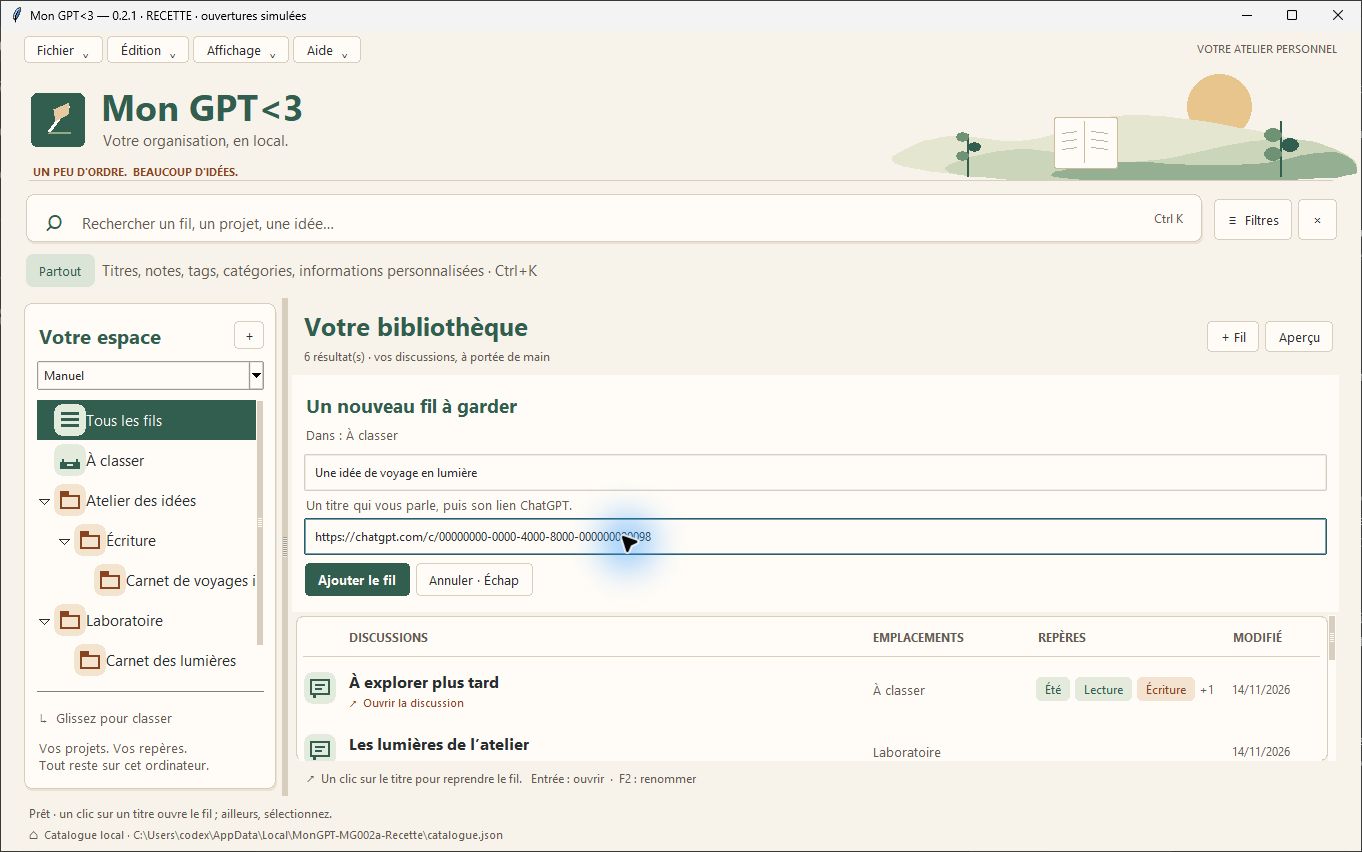 Mon GPT<3 — 0.2.1 · RECETTE · ouvertures simulées
Fichier Édition Affichage Aide
VOTRE ATELIER PERSONNEL
Mon GPT<3
Votre organisation, en local.
UN PEU D'ORDRE. BEAUCOUP D'IDÉES.
Rechercher un fil, un projet, une idée... Ctrl K
Filtres ×
Partout Titres, notes, tags, catégories, informations personnalisées · Ctrl+K
Votre espace +
Manuel
Tous les fils
À classer
Atelier des idées
Écriture
Carnet de voyages i
Laboratoire
Carnet des lumières
Glissez pour classer
Vos projets. Vos repères.
Tout reste sur cet ordinateur.
Votre bibliothèque
6 résultat(s) · vos discussions, à portée de main
+ Fil Aperçu
Un nouveau fil à garder
Dans : À classer
Une idée de voyage en lumière
Un titre qui vous parle, puis son lien ChatGPT.
https://chatgpt.com/c/00000000-0000-4000-8000-000000000098
Ajouter le fil Annuler · Échap
DISCUSSIONS EMPLACEMENTS REPÈRES MODIFIÉ
À explorer plus tard À classer Été Lecture Écriture +1 14/11/2026
↗ Ouvrir la discussion
Les lumières de l’atelier Laboratoire 14/11/2026
↗ Un clic sur le titre pour reprendre le fil. Entrée : ouvrir · F2 : renommer
Prêt · un clic sur un titre ouvre le fil ; ailleurs, sélectionnez.
⌂ Catalogue local · C:\Users\codex\AppData\Local\MonGPT-MG002a-Recette\catalogue.json